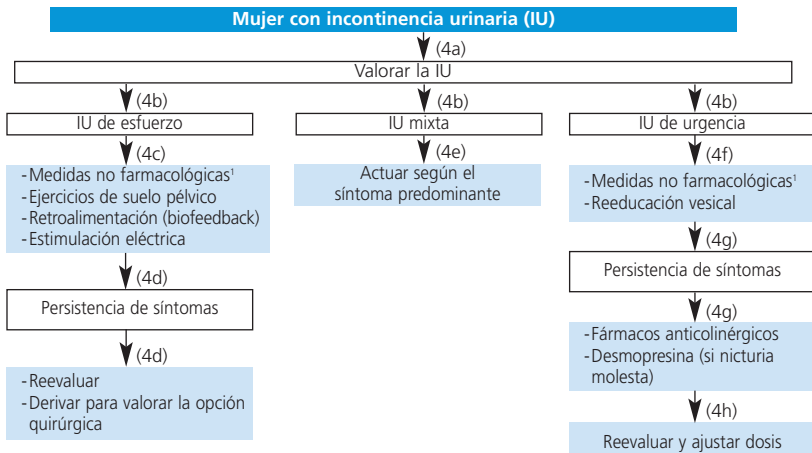 Mujer con incontinencia urinaria (IU)
(4a)
Valorar la IU
(4b)
(4b)
(4b)
IU de esfuerzo
IU mixta
IU de urgencia
(4c)
(4e)
(4f)
-Medidas no farmacológicas¹
-Ejercicios de suelo pélvico
-Retroalimentación (biofeedback)
-Estimulación eléctrica
Actuar según el
síntoma predominante
-Medidas no farmacológicas¹
-Reeducación vesical
(4d)
(4g)
Persistencia de síntomas
Persistencia de síntomas
(4d)
(4g)
-Reevaluar
-Derivar para valorar la opción
quirúrgica
-Fármacos anticolinérgicos
-Desmopresina (si nicturia
molesta)
(4h)
Reevaluar y ajustar dosis